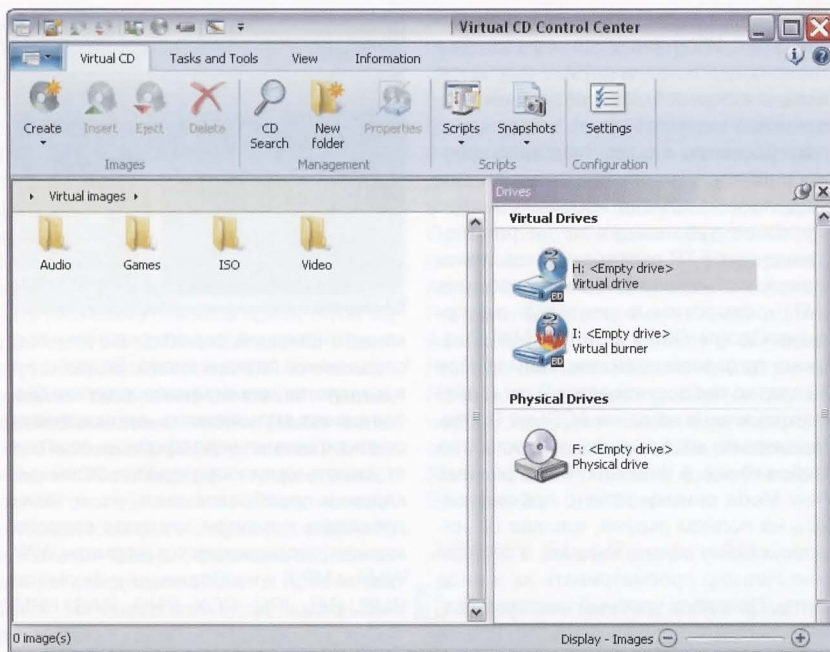 Virtual CD Control Center
Virtual CD
Tasks and Tools
View
Information
Create
Insert
Eject
Delete
CD Search
New folder
Properties
Scripts
Snapshots
Settings
Images
Management
Scripts
Configuration
Virtual images
Audio
Games
ISO
Video
Drives
Virtual Drives
H: <Empty drive>
Virtual drive
BD
I: <Empty drive>
Virtual burner
BD
Physical Drives
F: <Empty drive>
Physical drive
0 image(s)
Display - Images